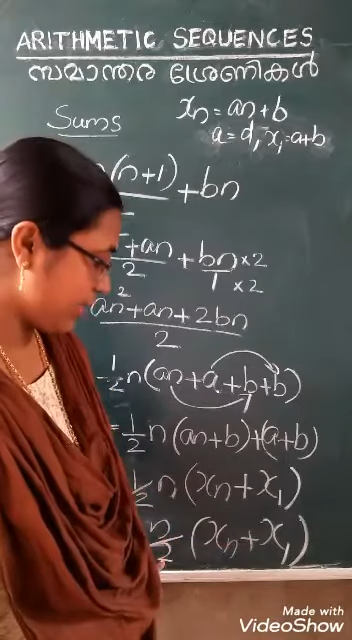 ARITHMETIC SEQUENCES
സമാന്തര ശ്രേണികൾ
Sums
xₙ = an + b
a = d, x₁ = a+b
n(n+1) + bn
+an/2 + bn/1 ×2 ×2
an² + an + 2bn / 2
1/2 n(an + a + b + b)
= 1/2 n (an+b)+(a+b)
1/2 n (xₙ + x₁)
n/2 (xₙ + x₁)
Made with
VideoShow